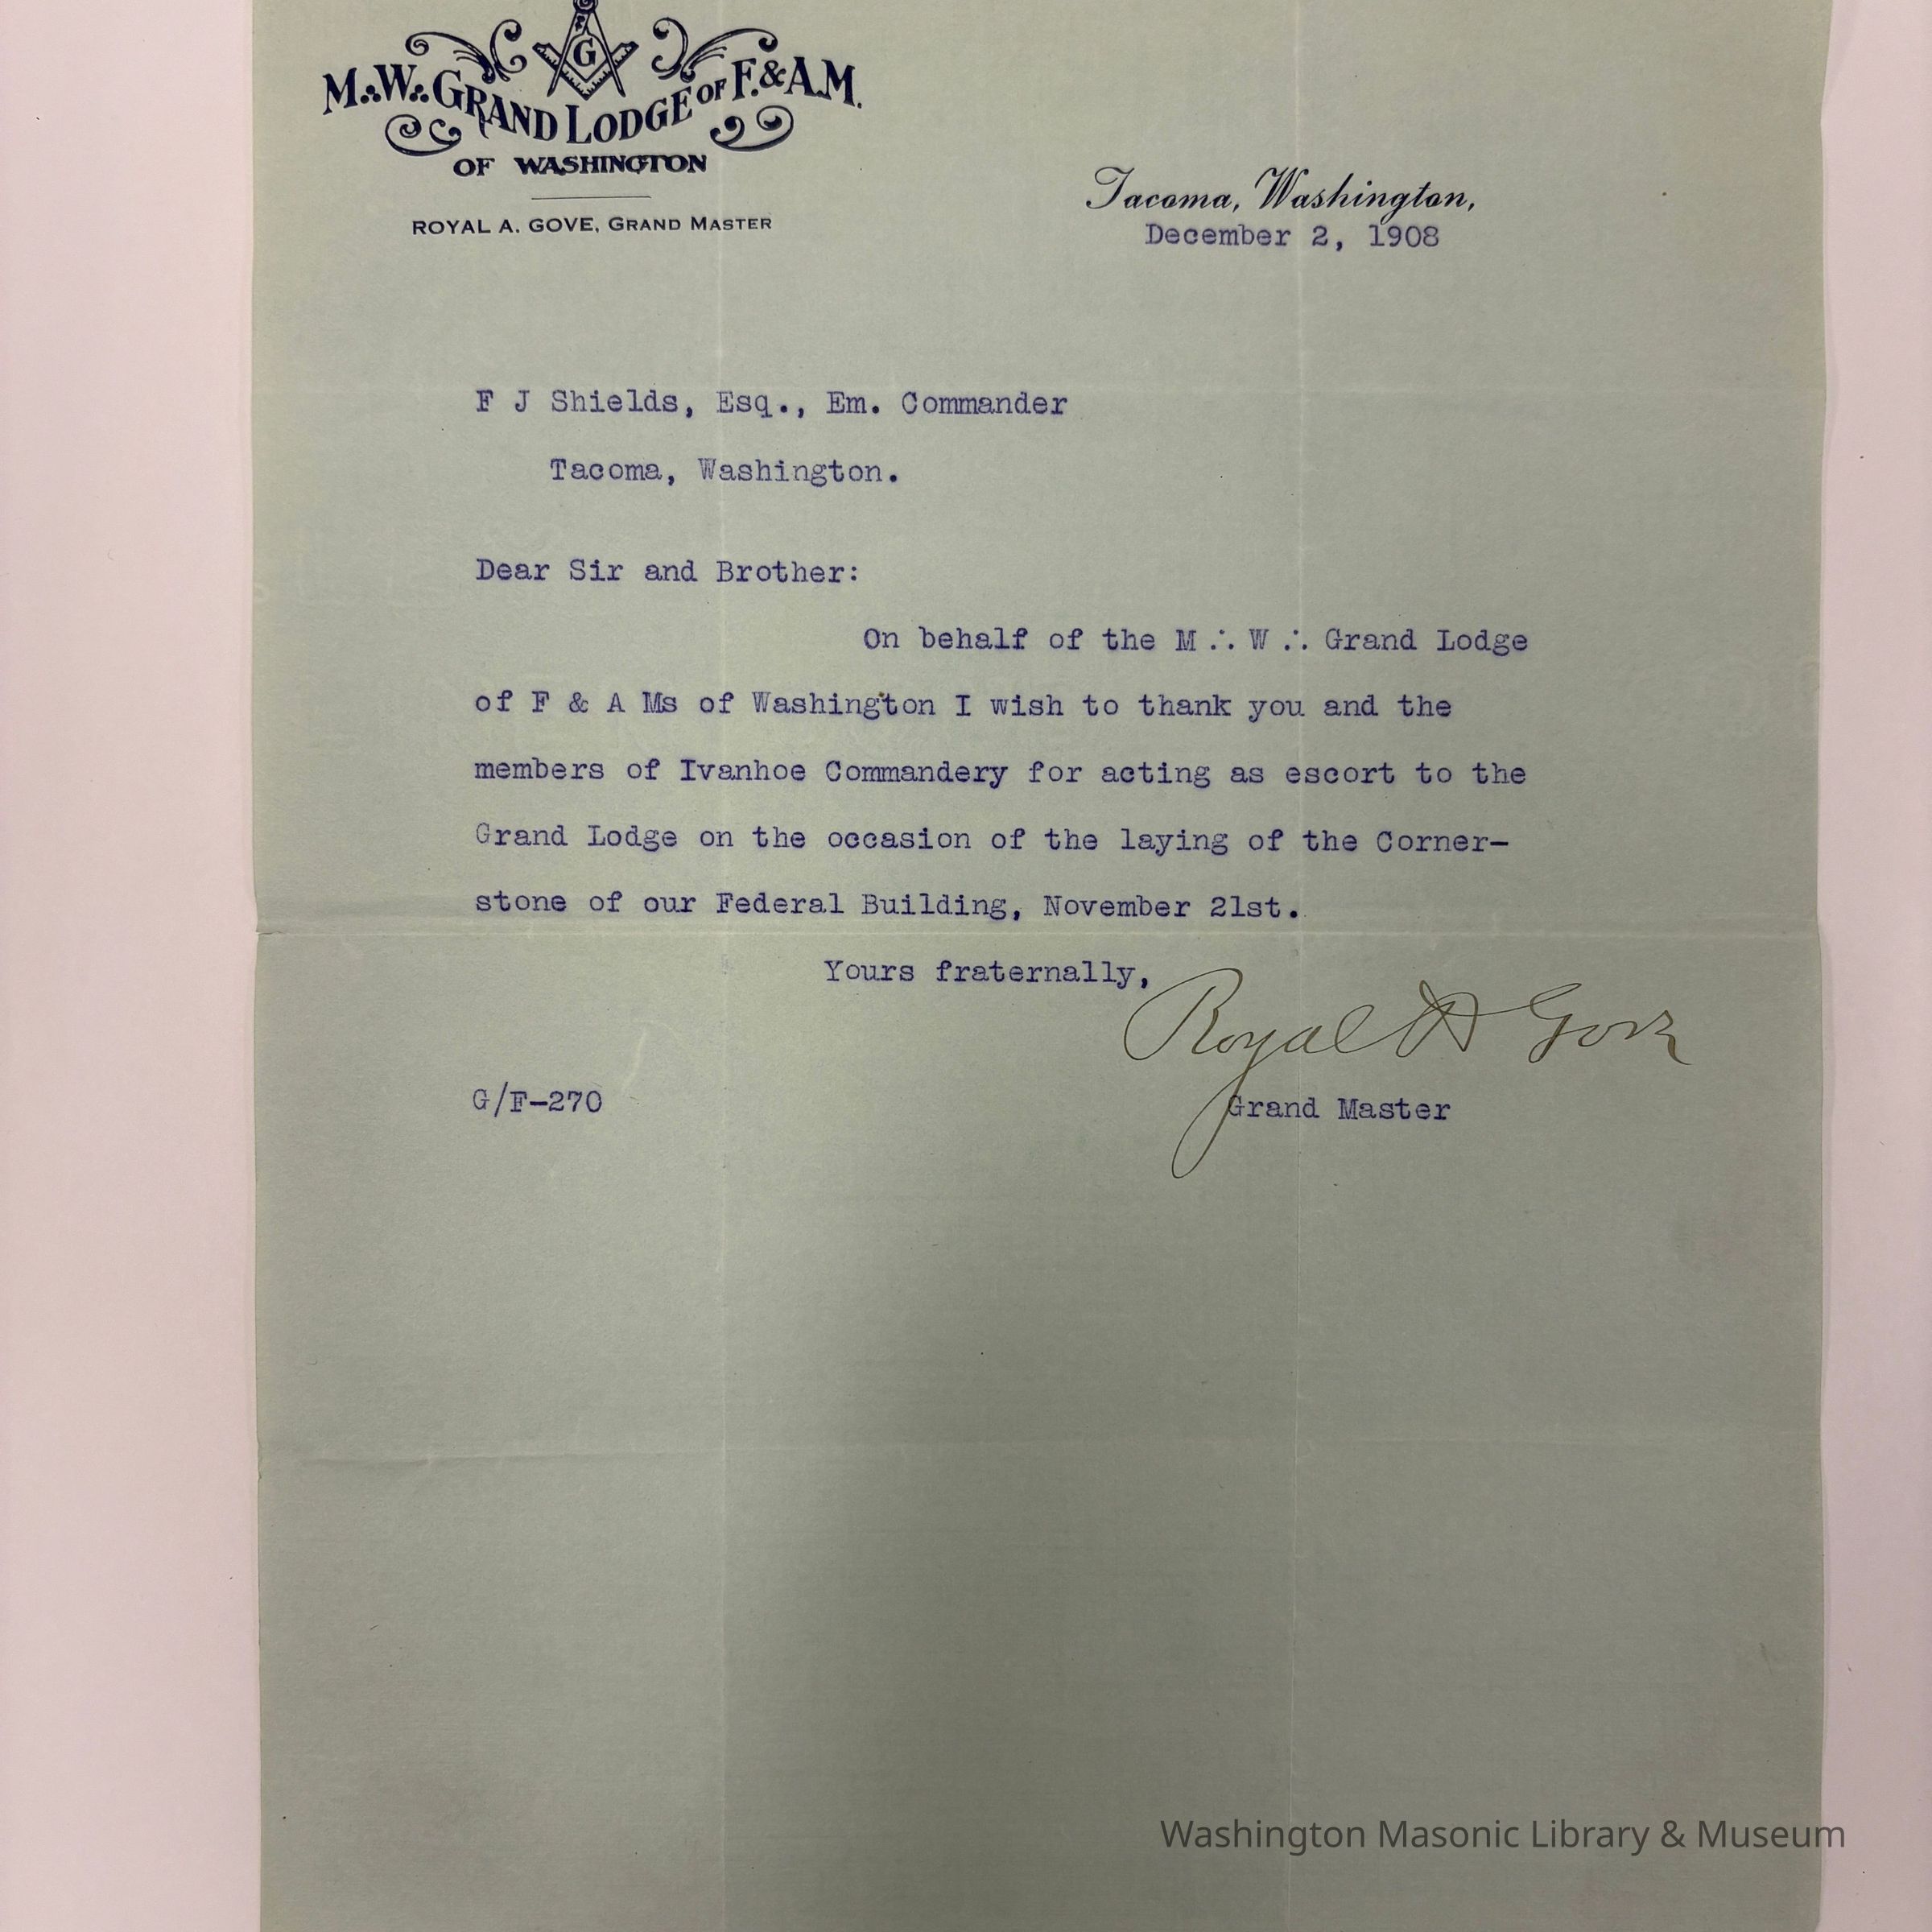 G
M∴W∴ GRAND LODGE OF F. & A.M.
OF WASHINGTON
ROYAL A. GOVE, GRAND MASTER
Tacoma, Washington,
December 2, 1908
F J Shields, Esq., Em. Commander
Tacoma, Washington.
Dear Sir and Brother:
On behalf of the M ∴ W ∴ Grand Lodge
of F & A Ms of Washington I wish to thank you and the
members of Ivanhoe Commandery for acting as escort to the
Grand Lodge on the occasion of the laying of the Corner-
stone of our Federal Building, November 21st.
Yours fraternally,
Royal A Gove
G/F-270
Grand Master
Washington Masonic Library & Museum